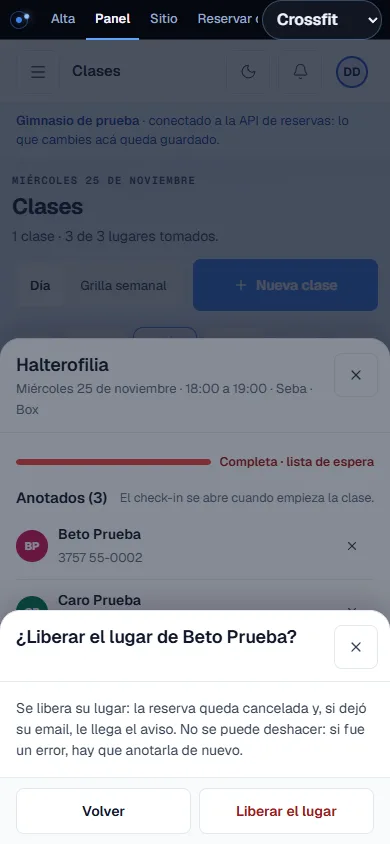 Alta Panel Sitio Reservar Crossfit
Clases DD
Gimnasio de prueba · conectado a la API de reservas: lo
que cambies acá queda guardado.
MIÉRCOLES 25 DE NOVIEMBRE
Clases
1 clase · 3 de 3 lugares tomados.
Día Grilla semanal + Nueva clase
Halterofilia
Miércoles 25 de noviembre · 18:00 a 19:00 · Seba ·
Box
Completa · lista de espera
Anotados (3) El check-in se abre cuando empieza la clase.
BP Beto Prueba
3757 55-0002
Caro Prueba
¿Liberar el lugar de Beto Prueba?
Se libera su lugar: la reserva queda cancelada y, si dejó
su email, le llega el aviso. No se puede deshacer: si fue
un error, hay que anotarla de nuevo.
Volver Liberar el lugar